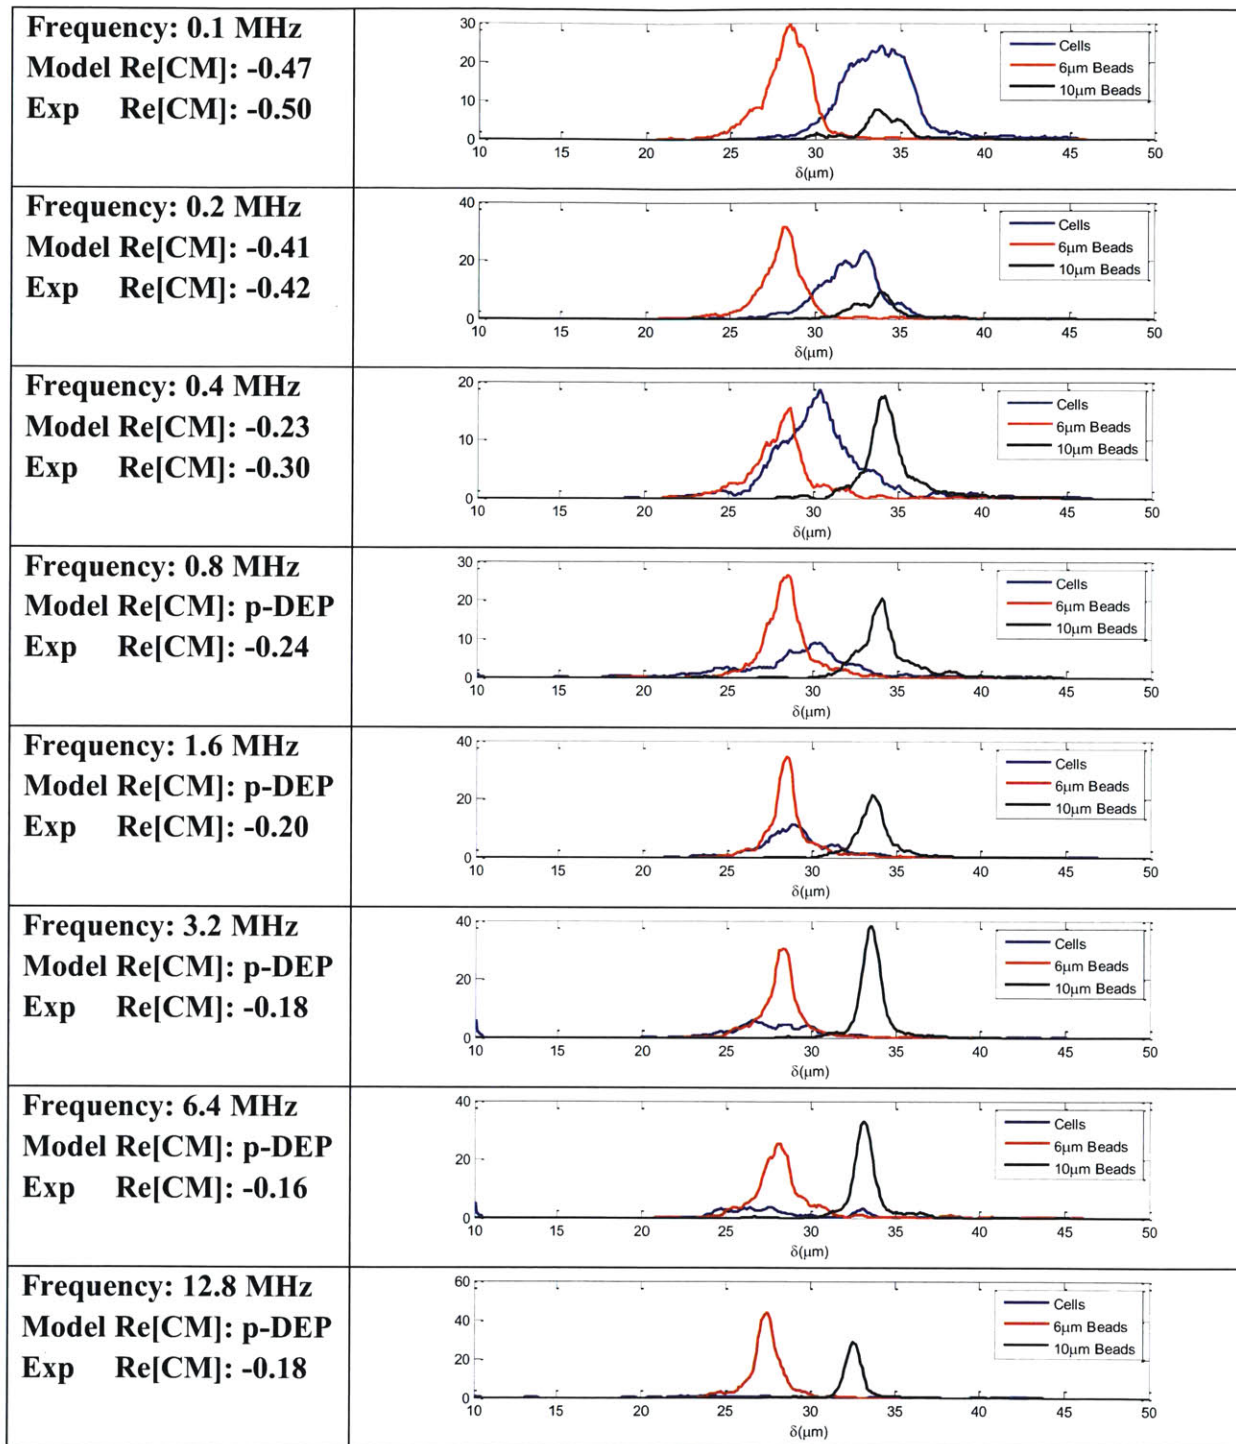 Frequency: 0.1 MHz
Model Re[CM]: -0.47
Exp Re[CM]: -0.50
30
20
10
0
10 15 20 25 30 35 40 45 50
δ(μm)
Cells
6μm Beads
10μm Beads
Frequency: 0.2 MHz
Model Re[CM]: -0.41
Exp Re[CM]: -0.42
40
20
0
10 15 20 25 30 35 40 45 50
δ(μm)
Cells
6μm Beads
10μm Beads
Frequency: 0.4 MHz
Model Re[CM]: -0.23
Exp Re[CM]: -0.30
20
10
0
10 15 20 25 30 35 40 45 50
δ(μm)
Cells
6μm Beads
10μm Beads
Frequency: 0.8 MHz
Model Re[CM]: p-DEP
Exp Re[CM]: -0.24
30
20
10
0
10 15 20 25 30 35 40 45 50
δ(μm)
Cells
6μm Beads
10μm Beads
Frequency: 1.6 MHz
Model Re[CM]: p-DEP
Exp Re[CM]: -0.20
40
20
0
10 15 20 25 30 35 40 45 50
δ(μm)
Cells
6μm Beads
10μm Beads
Frequency: 3.2 MHz
Model Re[CM]: p-DEP
Exp Re[CM]: -0.18
40
20
0
10 15 20 25 30 35 40 45 50
δ(μm)
Cells
6μm Beads
10μm Beads
Frequency: 6.4 MHz
Model Re[CM]: p-DEP
Exp Re[CM]: -0.16
40
20
0
10 15 20 25 30 35 40 45 50
δ(μm)
Cells
6μm Beads
10μm Beads
Frequency: 12.8 MHz
Model Re[CM]: p-DEP
Exp Re[CM]: -0.18
60
40
20
0
10 15 20 25 30 35 40 45 50
δ(μm)
Cells
6μm Beads
10μm Beads